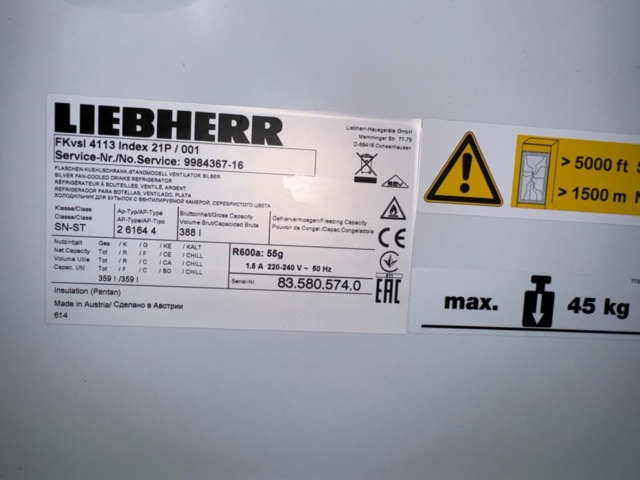 LIEBHERR
Liebherr-Hausgeräte GmbH
Memminger Str. 77-79
D-88416 Ochsenhausen
FKvsl 4113 Index 21P / 001
Service-Nr./No.Service: 9984367-16
FLASCHEN-KUEHLSCHRANK-STANDMODELL VENTILATOR SILBER
SILVER FAN-COOLED DRINKS REFRIGERATOR
RÉFRIGÉRATEUR À BOUTEILLES, VENTILÉ, ARGENT
REFRIGERADOR PARA BOTELLAS, VENTILADO, PLATA
ХОЛОДИЛЬНИК ДЛЯ БУТЫЛОК С ВЕНТИЛИРУЕМОЙ КАМЕРОЙ, СЕРЕБРИСТОГО ЦВЕТА
Klasse/Class Ap-Typ/AP-Type Bruttoinhalt/Gross Capacity Gefriervermoegen/Freezing Capacity
Classe/Clase AP-Type/AP-Tipo Volume Brut/Capacidad Bruta Pouvoir de Congel./Capac.Congeladora
SN-ST 2 6164 4 388 l
Nutzinhalt Ges / K / G / KE / KALT
Net.Capacity Tot / R / F / CE / CHILL
Volume Utile Tot / R / C / CA / CHILL
Capac. Util Tot / F / C / BO / CHILL
359 l /359 l
R600a: 55g
1.5 A 220-240 V ~ 50 Hz
Serial-Nr. 83.580.574.0
Insulation (Pentan)
Made in Austria/ Сделано в Австрии
614
CE
EAC
> 5000 ft
> 1500 m
max. 45 kg